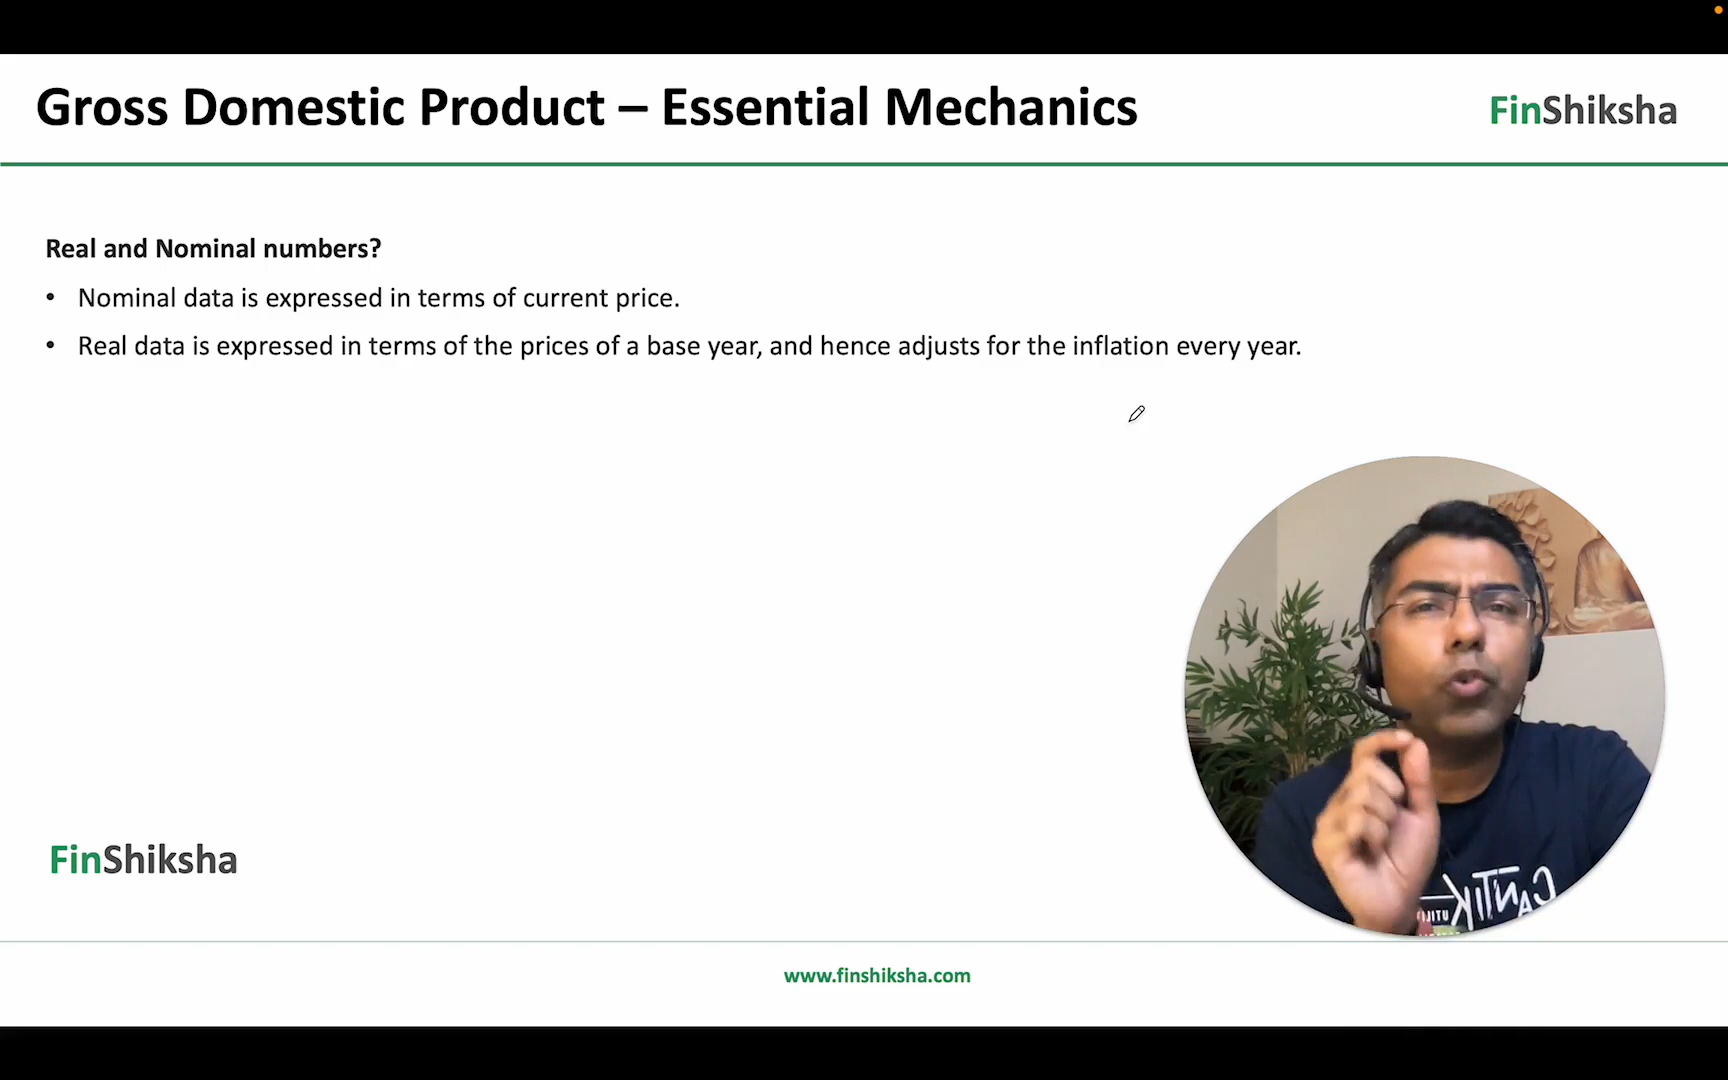 Gross Domestic Product – Essential Mechanics
FinShiksha
Real and Nominal numbers?
• Nominal data is expressed in terms of current price.
• Real data is expressed in terms of the prices of a base year, and hence adjusts for the inflation every year.
FinShiksha
www.finshiksha.com